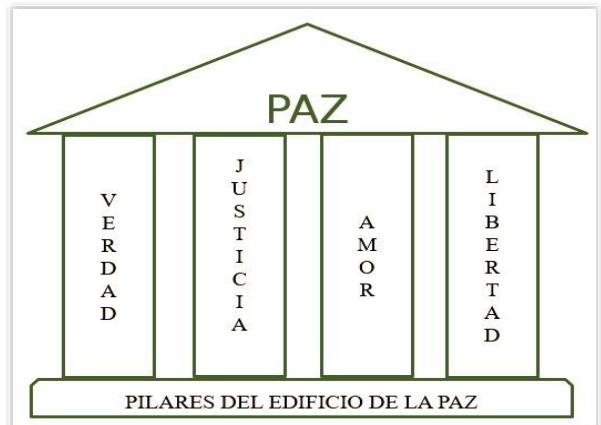 PAZ
VERDAD
JUSTICIA
AMOR
LIBERTAD
PILARES DEL EDIFICIO DE LA PAZ